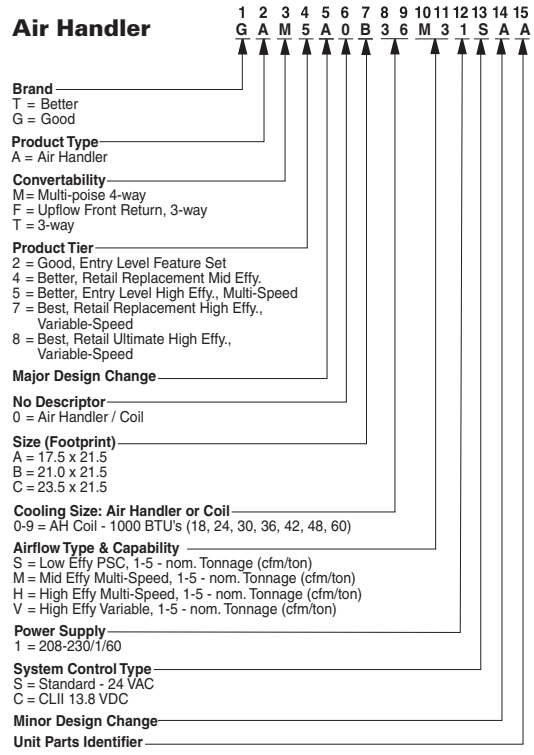 Air Handler
1 2 3 4 5 6 7 8 9 10 11 12 13 14 15
G A M 5 A 0 B 3 6 M 3 1 S A A
Brand
T = Better
G = Good
Product Type
A = Air Handler
Convertability
M = Multi-poise 4-way
F = Upflow Front Return, 3-way
T = 3-way
Product Tier
2 = Good, Entry Level Feature Set
4 = Better, Retail Replacement Mid Effy.
5 = Better, Entry Level High Effy., Multi-Speed
7 = Best, Retail Replacement High Effy.,
Variable-Speed
8 = Best, Retail Ultimate High Effy.,
Variable-Speed
Major Design Change
No Descriptor
0 = Air Handler / Coil
Size (Footprint)
A = 17.5 x 21.5
B = 21.0 x 21.5
C = 23.5 x 21.5
Cooling Size: Air Handler or Coil
0-9 = AH Coil - 1000 BTU's (18, 24, 30, 36, 42, 48, 60)
Airflow Type & Capability
S = Low Effy PSC, 1-5 - nom. Tonnage (cfm/ton)
M = Mid Effy Multi-Speed, 1-5 - nom. Tonnage (cfm/ton)
H = High Effy Multi-Speed, 1-5 - nom. Tonnage (cfm/ton)
V = High Effy Variable, 1-5 - nom. Tonnage (cfm/ton)
Power Supply
1 = 208-230/1/60
System Control Type
S = Standard - 24 VAC
C = CLII 13.8 VDC
Minor Design Change
Unit Parts Identifier